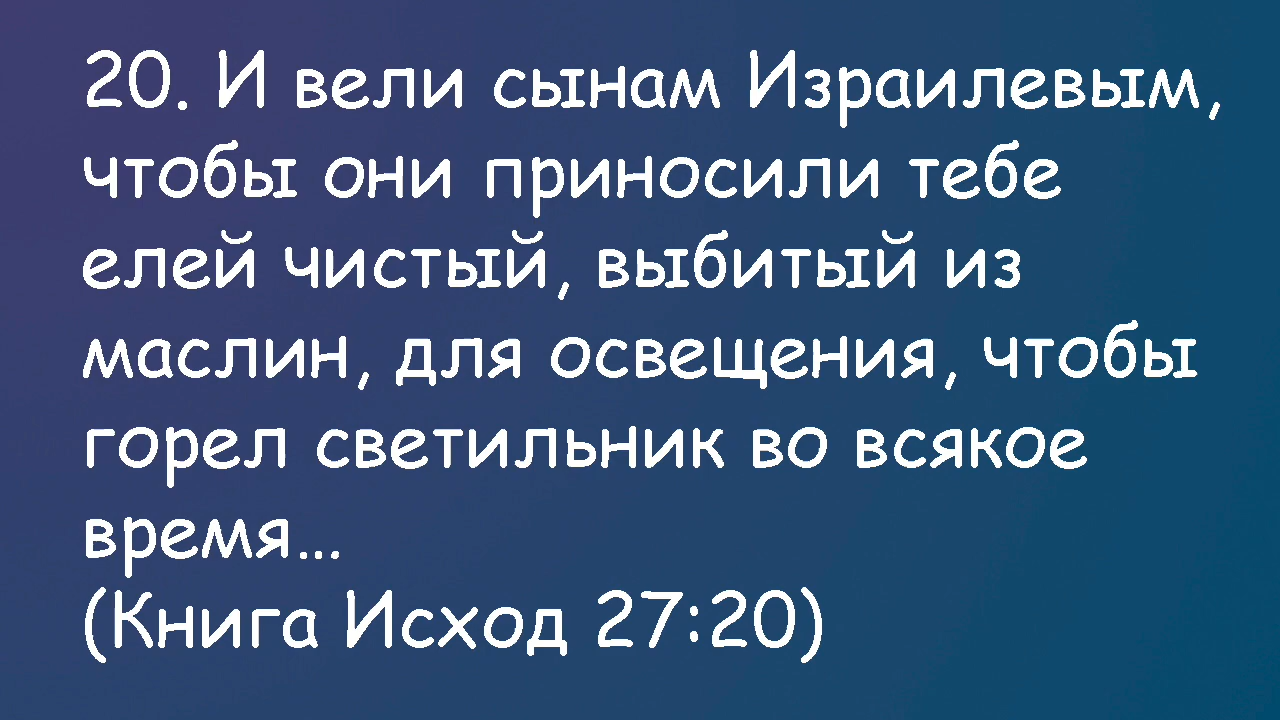 20. И вели сынам Израилевым,
чтобы они приносили тебе
елей чистый, выбитый из
маслин, для освещения, чтобы
горел светильник во всякое
время...
(Книга Исход 27:20)